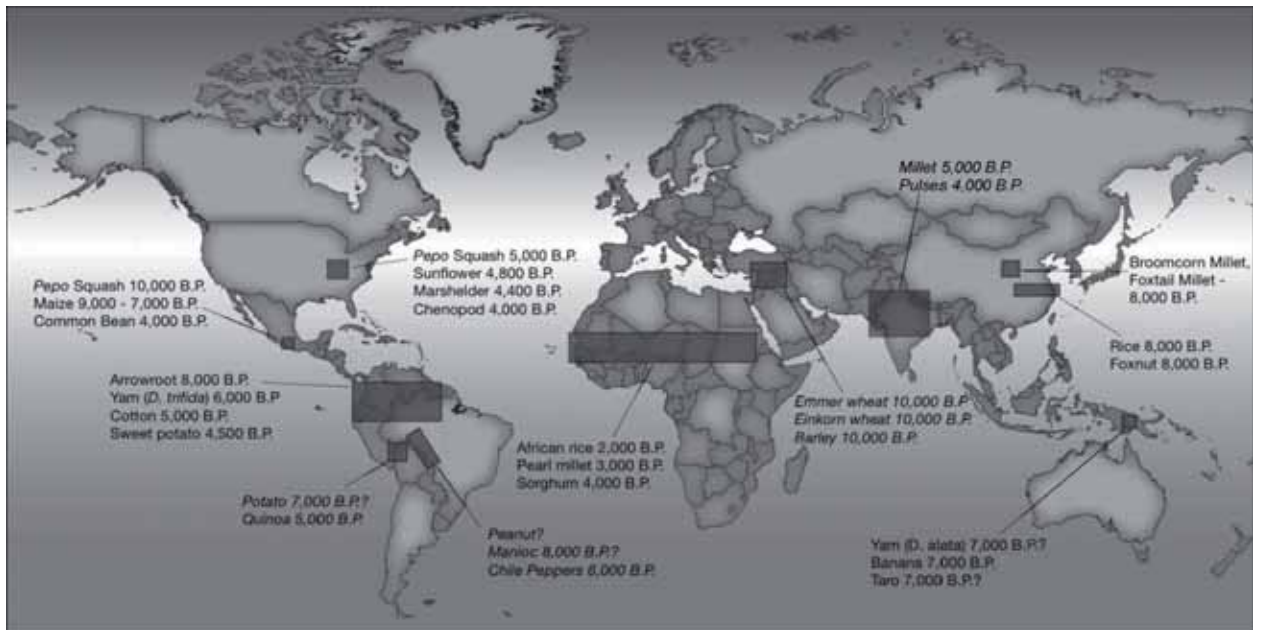 Millet 5,000 B.P.
Pulses 4,000 B.P.
Pepo Squash 5,000 B.P.
Sunflower 4,800 B.P.
Marshelder 4,400 B.P.
Chenopod 4,000 B.P.
Broomcorn Millet,
Foxtail Millet -
8,000 B.P.
Pepo Squash 10,000 B.P.
Maize 9,000 - 7,000 B.P.
Common Bean 4,000 B.P.
Rice 8,000 B.P.
Foxnut 8,000 B.P.
Arrowroot 8,000 B.P.
Yam (D. trifida) 6,000 B.P
Cotton 5,000 B.P.
Sweet potato 4,500 B.P.
Emmer wheat 10,000 B.P
Einkorn wheat 10,000 B.P.
Barley 10,000 B.P.
African rice 2,000 B.P.
Pearl millet 3,000 B.P.
Sorghum 4,000 B.P.
Potato 7,000 B.P.?
Quinoa 5,000 B.P.
Peanut?
Manioc 8,000 B.P.?
Chile Peppers 6,000 B.P.
Yam (D. alata) 7,000 B.P.?
Banana 7,000 B.P.
Taro 7,000 B.P.?